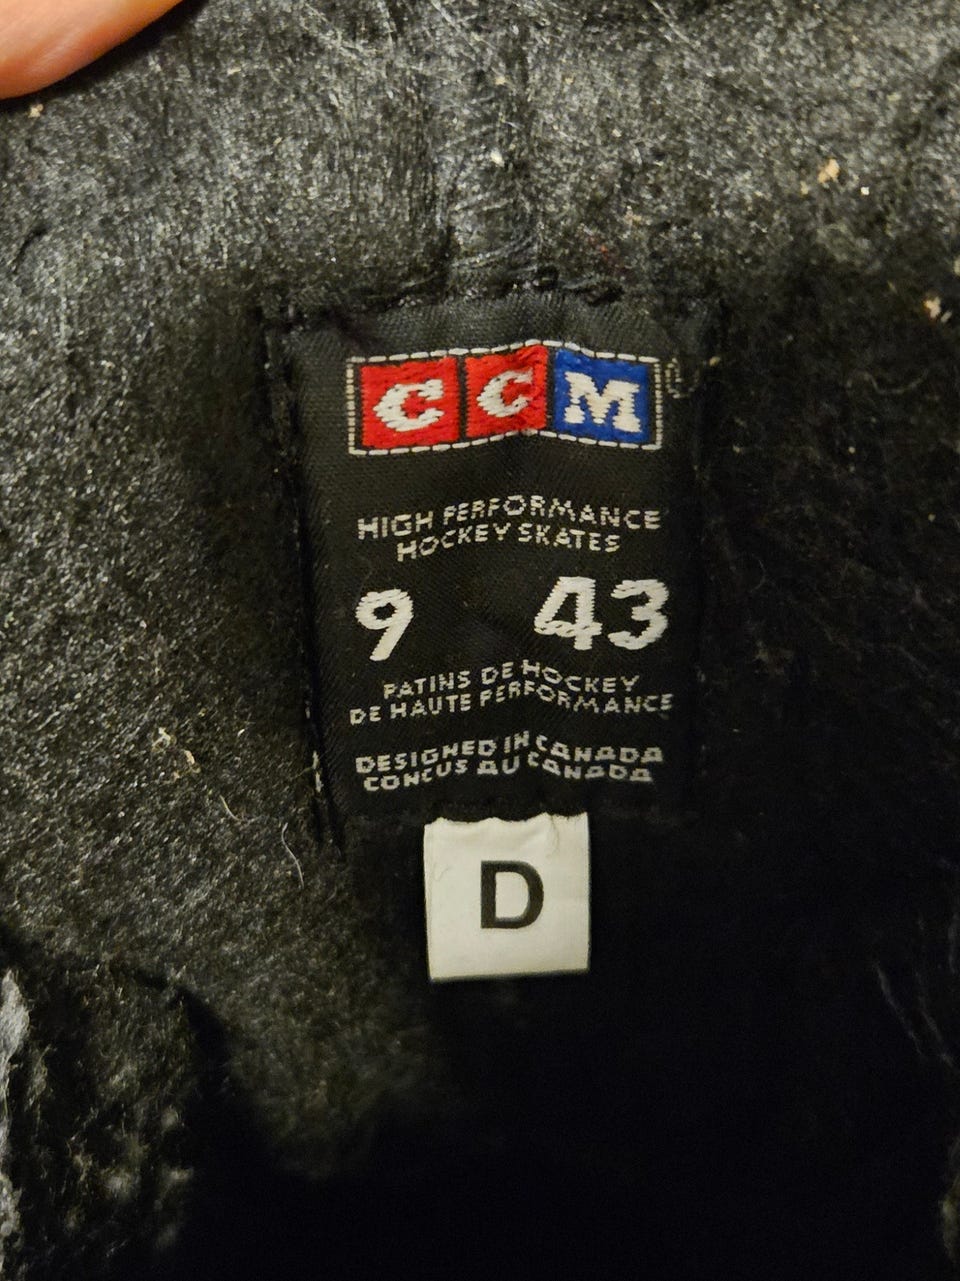 CCM
HIGH PERFORMANCE
HOCKEY SKATES
9 43
PATINS DE HOCKEY
DE HAUTE PERFORMANCE
DESIGNED IN CANADA
CONCUS AU CANADA
D